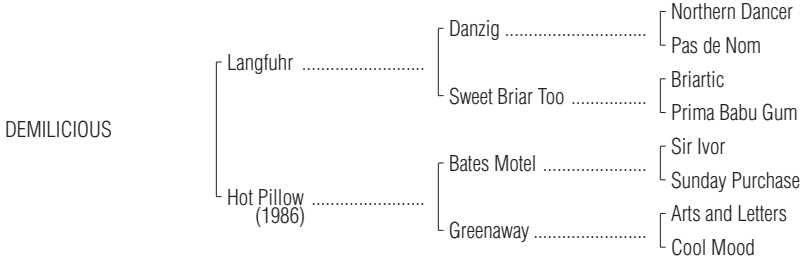 Northern Dancer
Danzig ..............................
Pas de Nom
Langfuhr ..........................
Briartic
Sweet Briar Too ................
Prima Babu Gum
DEMILICIOUS
Sir Ivor
Bates Motel ......................
Sunday Purchase
Hot Pillow ........................
(1986)
Arts and Letters
Greenaway ........................
Cool Mood